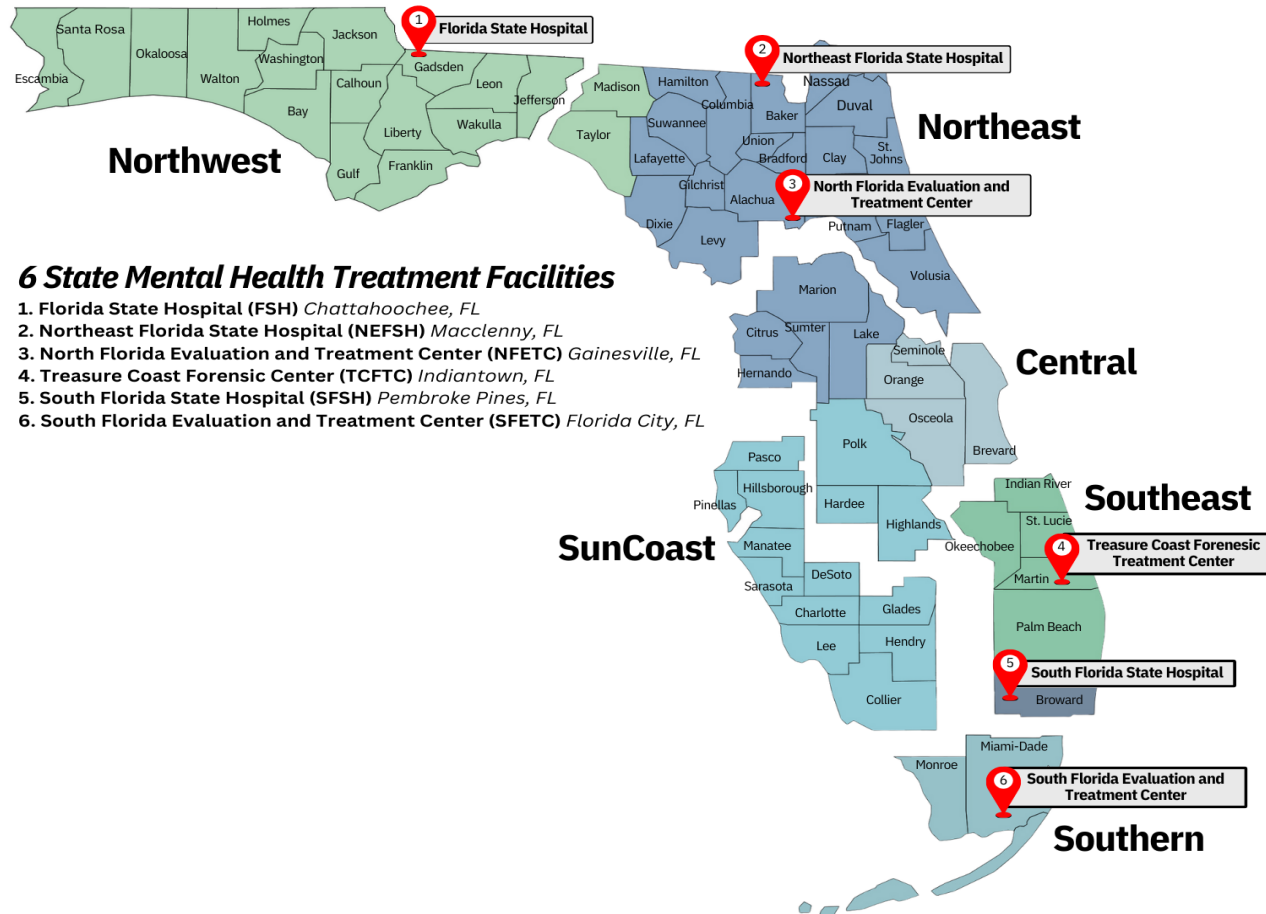 1
Florida State Hospital
2
Northeast Florida State Hospital
3
North Florida Evaluation and
Treatment Center
Northwest
Northeast
Escambia
Santa Rosa
Okaloosa
Walton
Holmes
Washington
Jackson
Bay
Calhoun
Gulf
Gadsden
Liberty
Franklin
Leon
Wakulla
Jefferson
Madison
Taylor
Hamilton
Suwannee
Lafayette
Columbia
Baker
Nassau
Duval
Union
Bradford
Clay
St.
Johns
Gilchrist
Alachua
Dixie
Levy
Putnam
Flagler
Volusia
6 State Mental Health Treatment Facilities
1. Florida State Hospital (FSH) Chattahoochee, FL
2. Northeast Florida State Hospital (NEFSH) Macclenny, FL
3. North Florida Evaluation and Treatment Center (NFETC) Gainesville, FL
4. Treasure Coast Forensic Center (TCFTC) Indiantown, FL
5. South Florida State Hospital (SFSH) Pembroke Pines, FL
6. South Florida Evaluation and Treatment Center (SFETC) Florida City, FL
Marion
Citrus
Sumter
Lake
Hernando
Central
Seminole
Orange
Osceola
Brevard
SunCoast
Polk
Pasco
Hillsborough
Pinellas
Hardee
Highlands
Manatee
Sarasota
DeSoto
Charlotte
Glades
Lee
Hendry
Collier
Southeast
Indian River
St. Lucie
Okeechobee
4
Treasure Coast Forenesic
Treatment Center
Martin
Palm Beach
5
South Florida State Hospital
Broward
Miami-Dade
Monroe
6
South Florida Evaluation and
Treatment Center
Southern